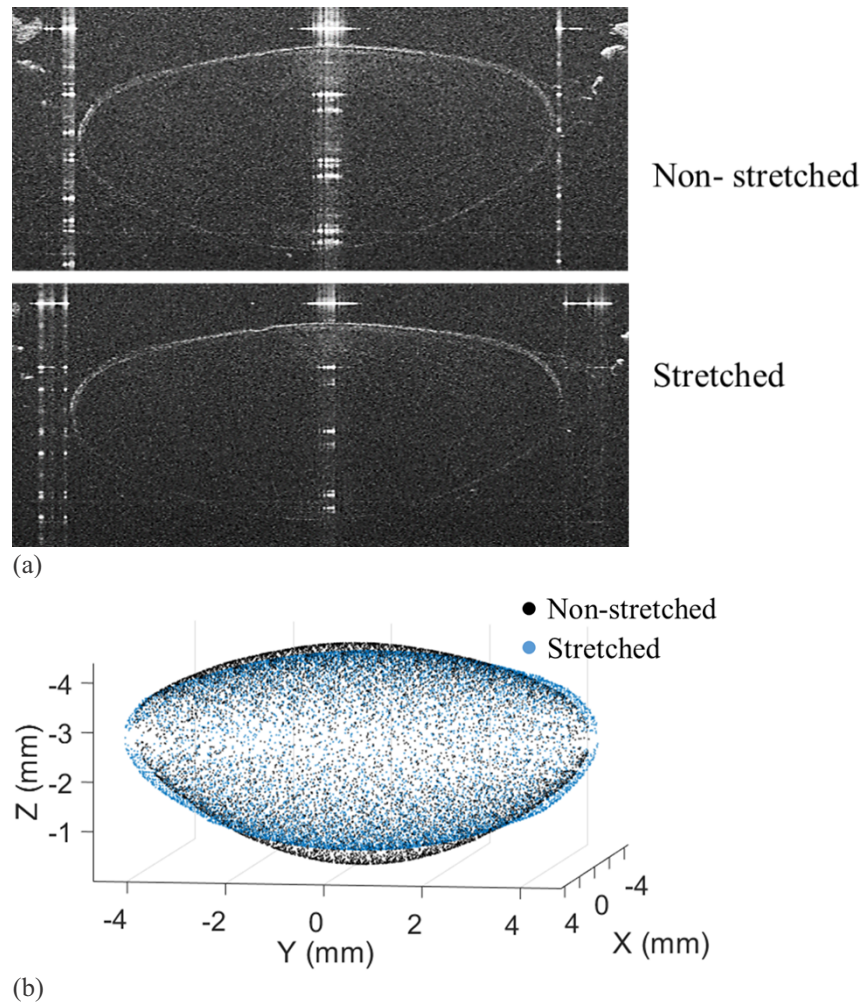 Non- stretched
Stretched
(a)
Non-stretched
Stretched
-4
-3
-2
-1
Z (mm)
-4
-2
0
2
4
Y (mm)
4
0
-4
X (mm)
(b)